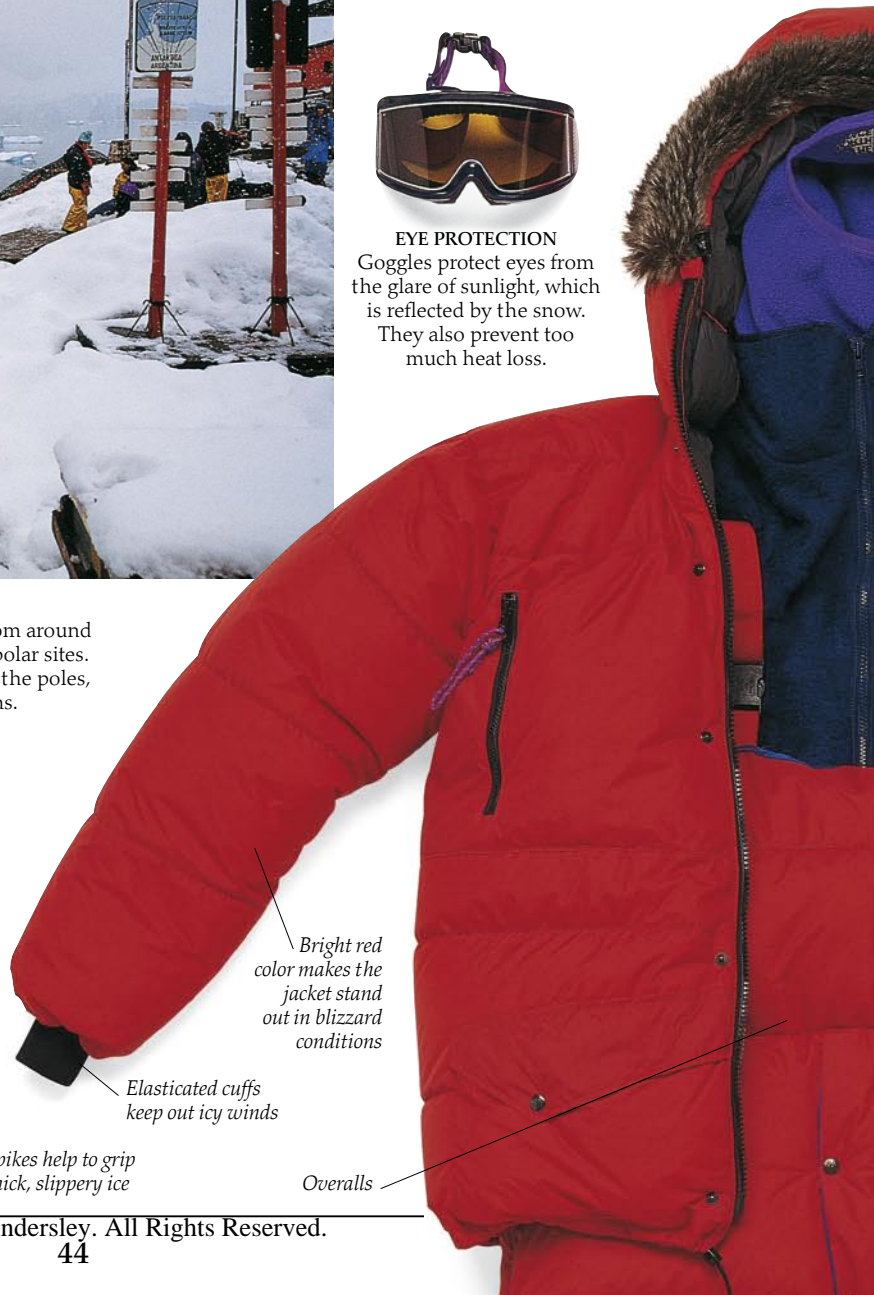 ANTARTIDA
ARGENTINA
EYE PROTECTION
Goggles protect eyes from
the glare of sunlight, which
is reflected by the snow.
They also prevent too
much heat loss.
om around
polar sites.
the poles,
ns.
Bright red
color makes the
jacket stand
out in blizzard
conditions
Elasticated cuffs
keep out icy winds
pikes help to grip
hick, slippery ice
Overalls
ndersley. All Rights Reserved.
44